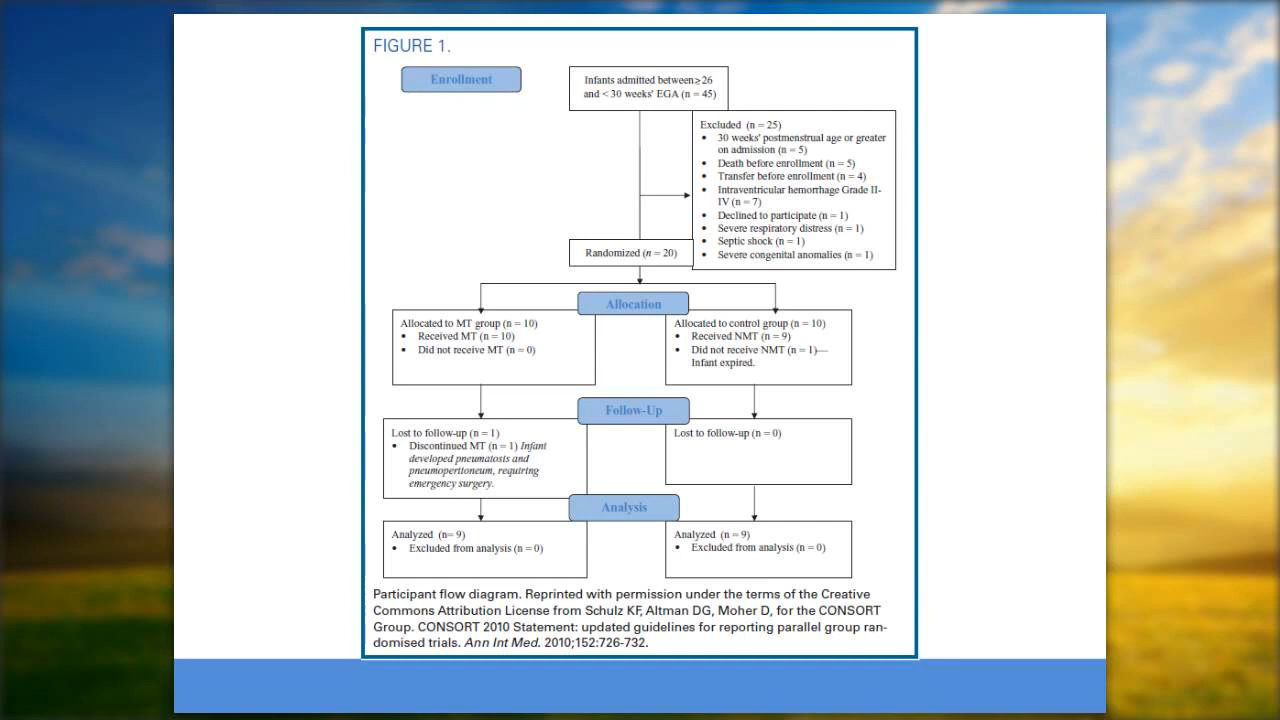 FIGURE 1.
Enrollment
Infants admitted between ≥ 26
and < 30 weeks' EGA (n = 45)
Excluded (n = 25)
• 30 weeks' postmenstrual age or greater
on admission (n = 5)
• Death before enrollment (n = 5)
• Transfer before enrollment (n = 4)
• Intraventricular hemorrhage Grade II-
IV (n = 7)
• Declined to participate (n = 1)
• Severe respiratory distress (n = 1)
• Septic shock (n = 1)
• Severe congenital anomalies (n = 1)
Randomized (n = 20)
Allocation
Allocated to MT group (n = 10)
• Received MT (n = 10)
• Did not receive MT (n = 0)
Allocated to control group (n = 10)
• Received NMT (n = 9)
• Did not receive NMT (n = 1)—
Infant expired.
Follow-Up
Lost to follow-up (n = 1)
• Discontinued MT (n = 1) Infant
developed pneumatosis and
pneumopertioneum, requiring
emergency surgery.
Lost to follow-up (n = 0)
Analysis
Analyzed (n= 9)
• Excluded from analysis (n = 0)
Analyzed (n = 9)
• Excluded from analysis (n = 0)
Participant flow diagram. Reprinted with permission under the terms of the Creative
Commons Attribution License from Schulz KF, Altman DG, Moher D, for the CONSORT
Group. CONSORT 2010 Statement: updated guidelines for reporting parallel group ran-
domised trials. Ann Int Med. 2010;152:726-732.